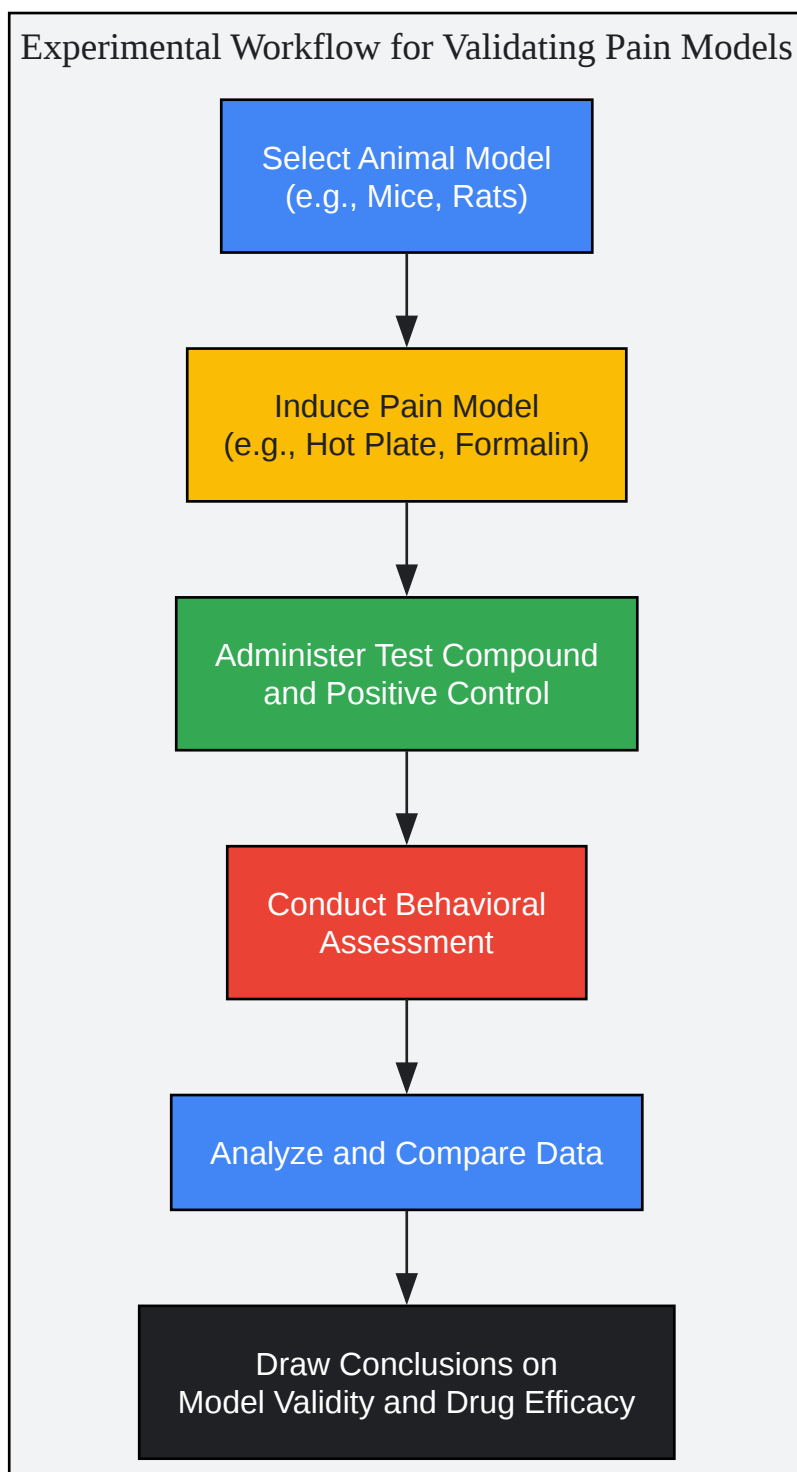 Experimental Workflow for Validating Pain Models
Select Animal Model
(e.g., Mice, Rats)
Induce Pain Model
(e.g., Hot Plate, Formalin)
Administer Test Compound
and Positive Control
Conduct Behavioral
Assessment
Analyze and Compare Data
Draw Conclusions on
Model Validity and Drug Efficacy